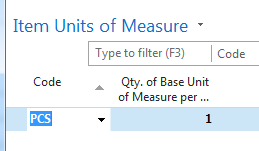 Item Units of Measure
Type to filter (F3) Code
Code Qty. of Base Unit
of Measure per ...
PCS 1